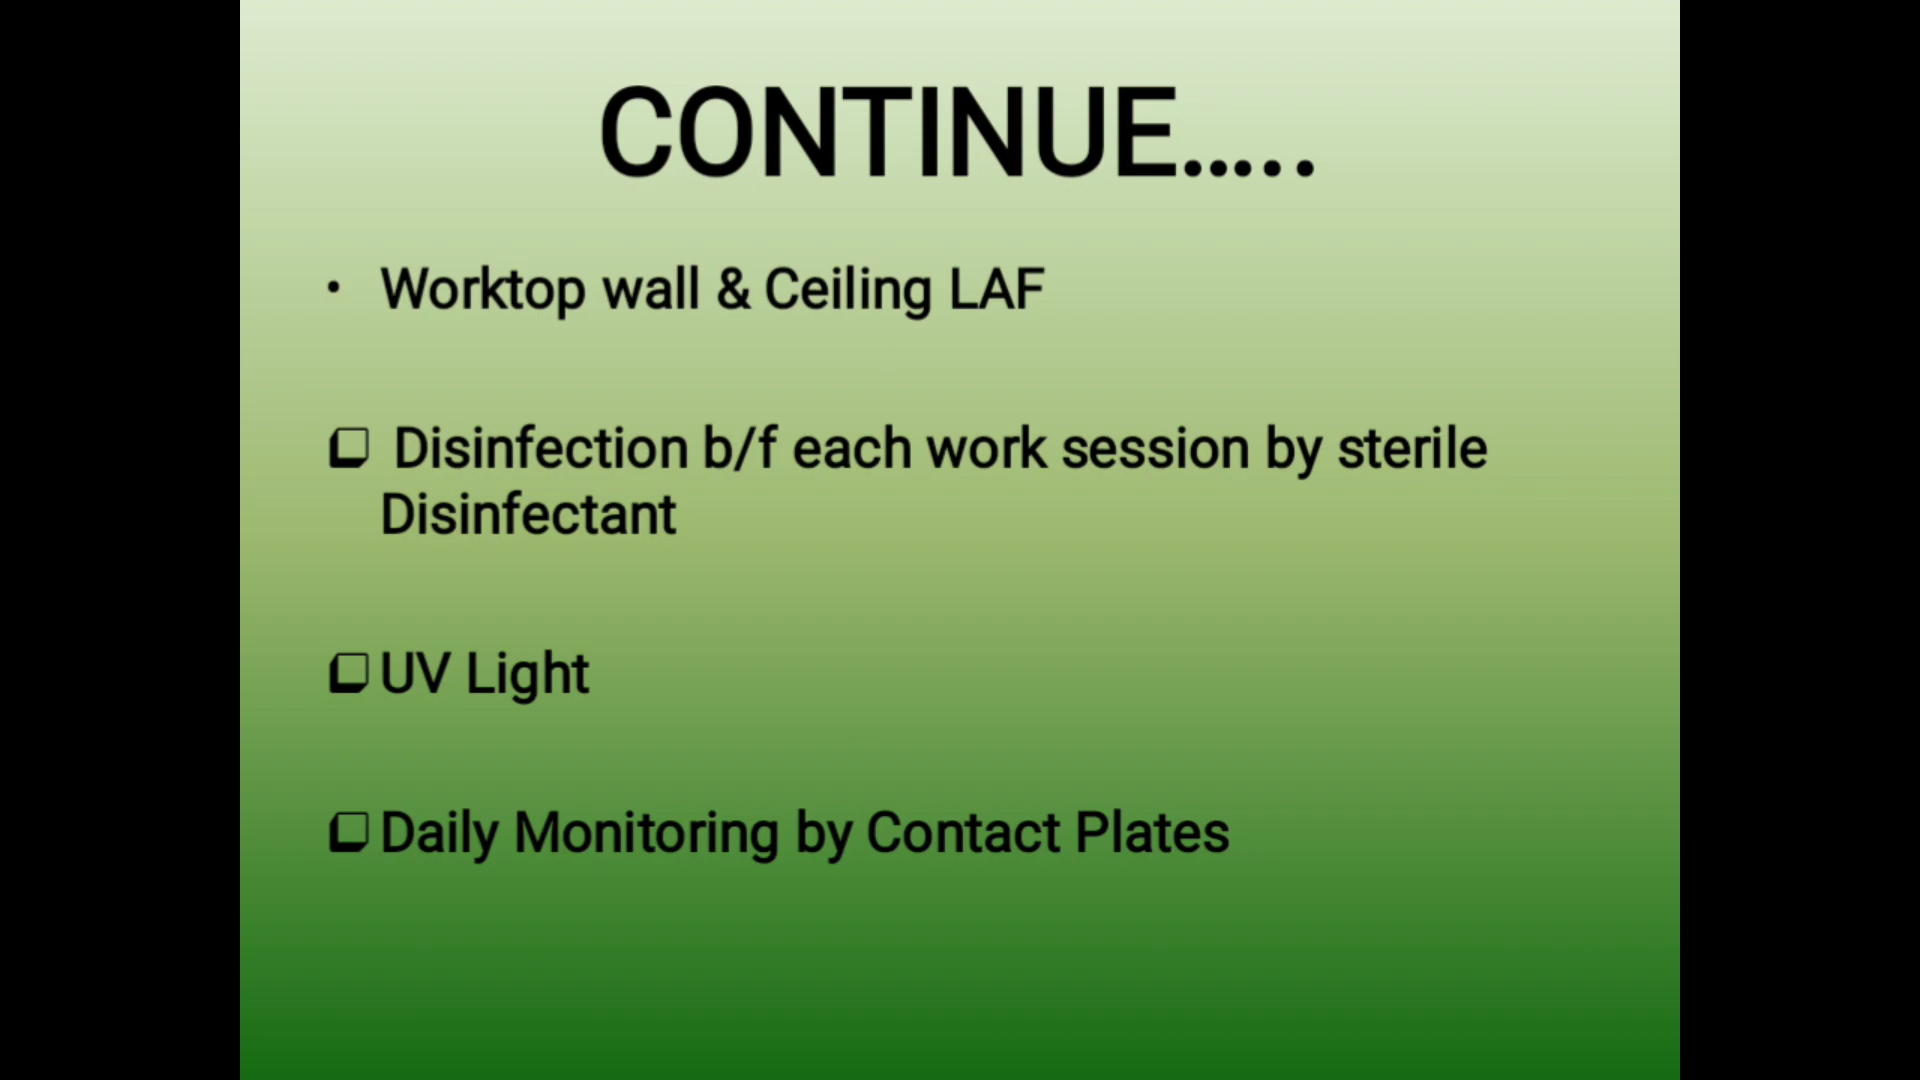 CONTINUE.....
• Worktop wall & Ceiling LAF
❑ Disinfection b/f each work session by sterile
Disinfectant
❑ UV Light
❑ Daily Monitoring by Contact Plates